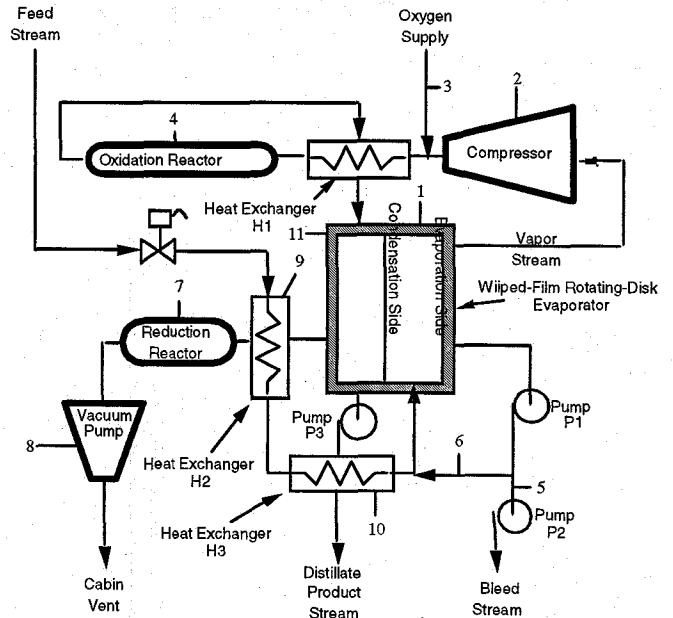 Feed
Stream
Oxygen
Supply
2
3
4
Oxidation Reactor
Compressor
1
Heat Exchanger
H1
11
Condensation Side
Evaporation Side
Vapor
Stream
9
Wiiped-Film Rotating-Disk
Evaporator
7
Reduction
Reactor
Vacuum
Pump
8
Pump
P3
Pump
P1
6
Heat Exchanger
H2
5
Heat Exchanger
H3
10
Pump
P2
Cabin
Vent
Distillate
Product
Stream
Bleed
Stream